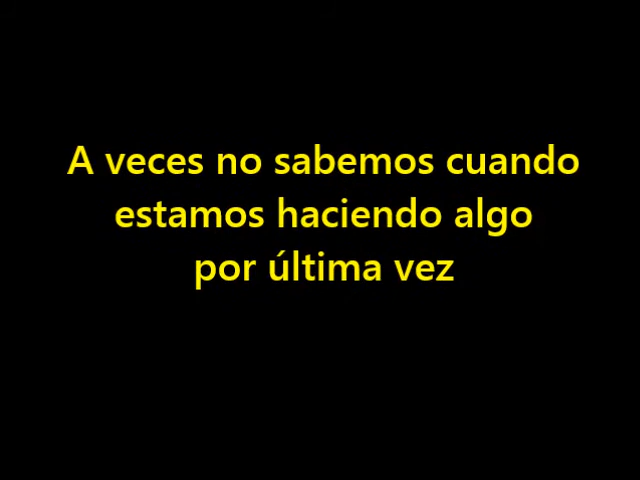 A veces no sabemos cuando
estamos haciendo algo
por última vez